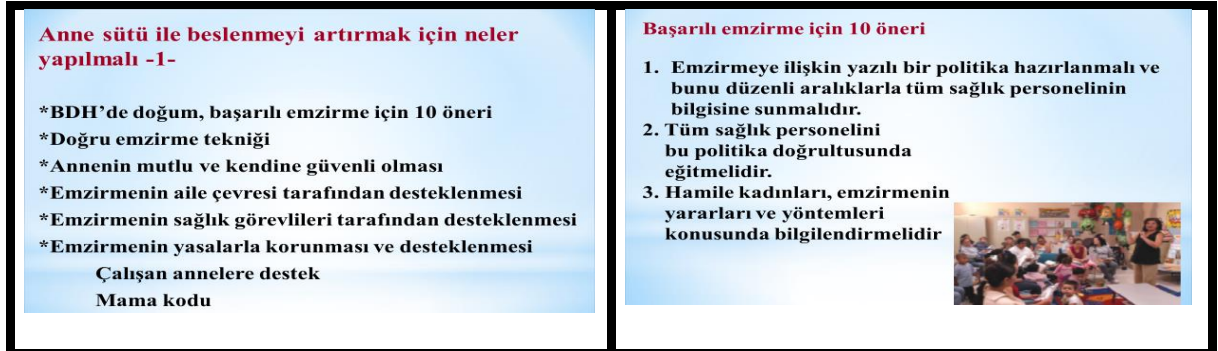 Anne sütü ile beslenmeyi artırmak için neler
yapılmalı -1-
*BDH’de doğum, başarılı emzirme için 10 öneri
*Doğru emzirme tekniği
*Annenin mutlu ve kendine güvenli olması
*Emzirmenin aile çevresi tarafından desteklenmesi
*Emzirmenin sağlık görevlileri tarafından desteklenmesi
*Emzirmenin yasalarla korunması ve desteklenmesi
Çalışan annelere destek
Mama kodu
Başarılı emzirme için 10 öneri
1. Emzirmeye ilişkin yazılı bir politika hazırlanmalı ve
bunu düzenli aralıklarla tüm sağlık personelinin
bilgisine sunmalıdır.
2. Tüm sağlık personelini
bu politika doğrultusunda
eğitmelidir.
3. Hamile kadınları, emzirmenin
yararları ve yöntemleri
konusunda bilgilendirmelidir